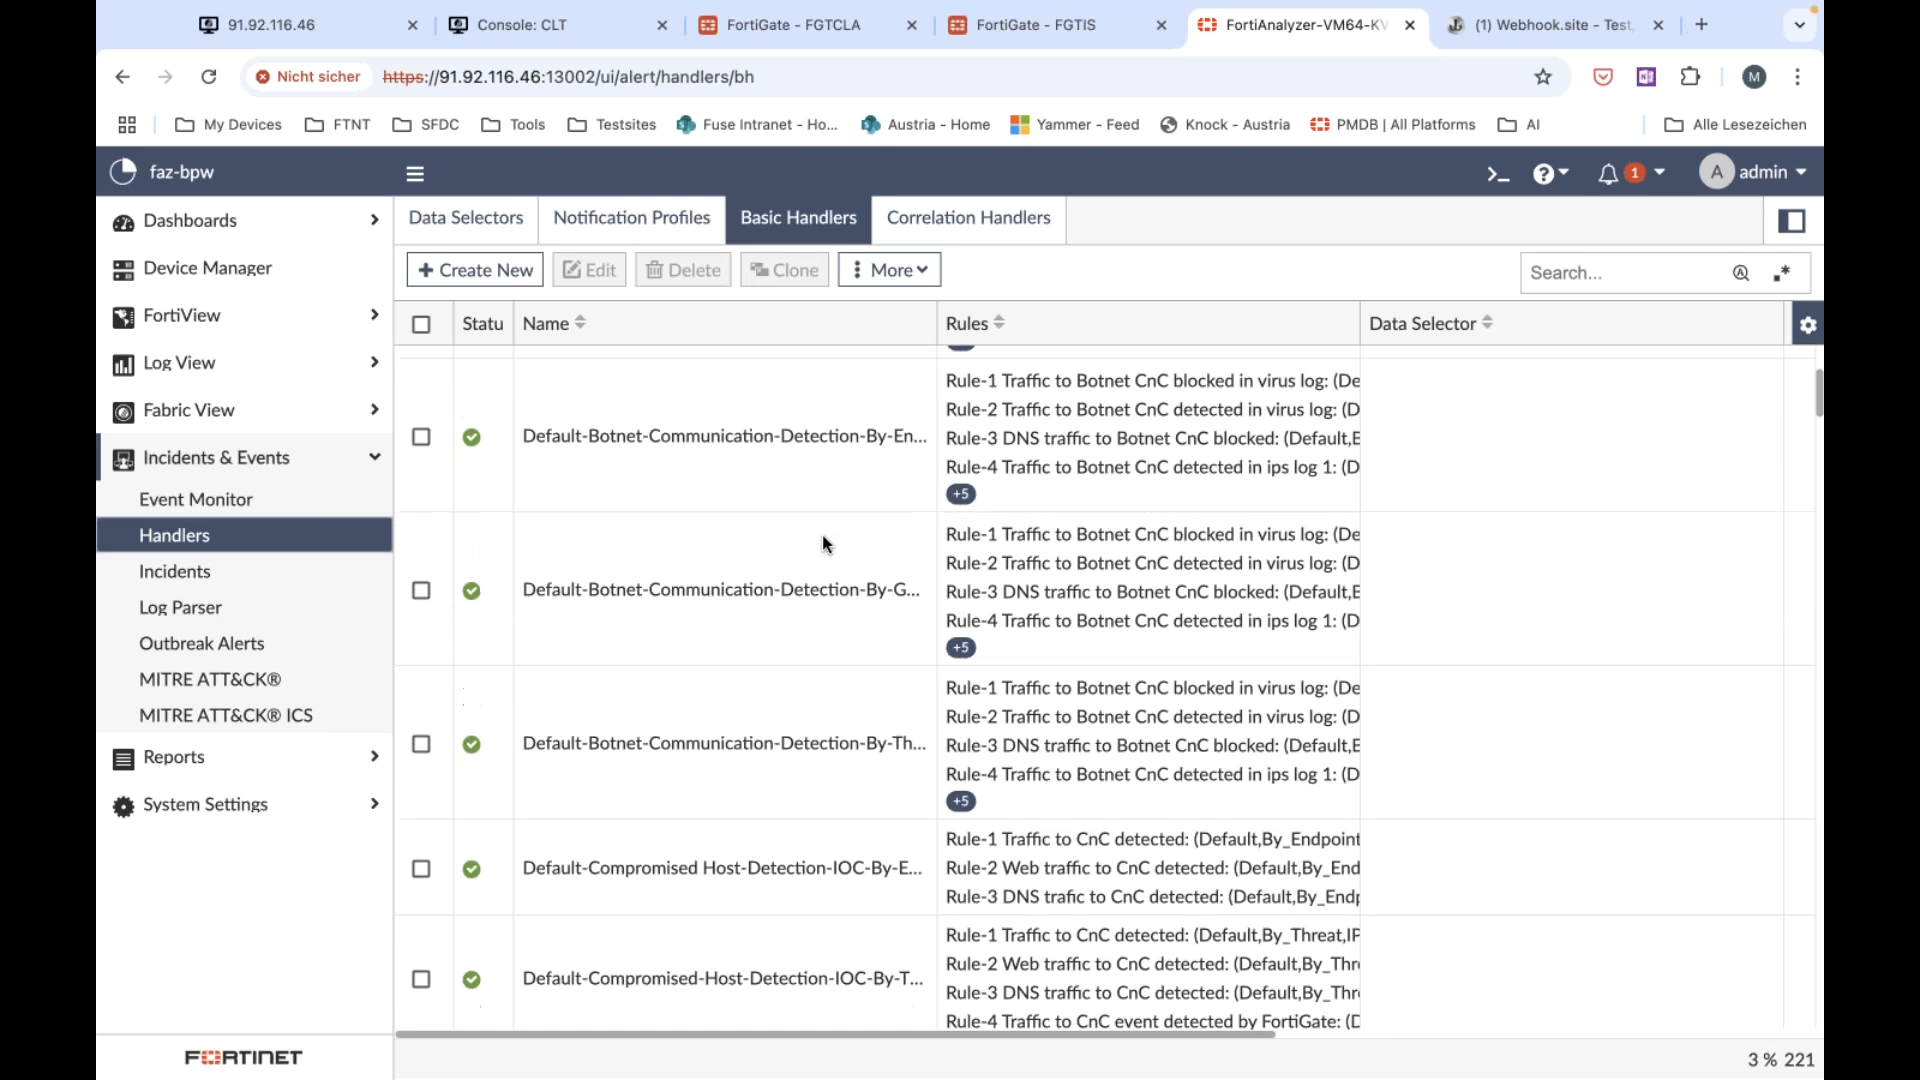 91.92.116.46
Console: CLT
FortiGate - FGTCLA
FortiGate - FGTIS
FortiAnalyzer-VM64-KV
(1) Webhook.site - Test,
Nicht sicher
https://91.92.116.46:13002/ui/alert/handlers/bh
M
My Devices
FTNT
SFDC
Tools
Testsites
Fuse Intranet - Ho...
Austria - Home
Yammer - Feed
Knock - Austria
PMDB | All Platforms
AI
Alle Lesezeichen
faz-bpw
1
A
admin
Dashboards
Device Manager
FortiView
Log View
Fabric View
Incidents & Events
Event Monitor
Handlers
Incidents
Log Parser
Outbreak Alerts
MITRE ATT&CK®
MITRE ATT&CK® ICS
Reports
System Settings
FORTINET
Data Selectors
Notification Profiles
Basic Handlers
Correlation Handlers
+ Create New
Edit
Delete
Clone
More
Search...
Statu
Name
Rules
Data Selector
Default-Botnet-Communication-Detection-By-En...
Rule-1 Traffic to Botnet CnC blocked in virus log: (De
Rule-2 Traffic to Botnet CnC detected in virus log: (D
Rule-3 DNS traffic to Botnet CnC blocked: (Default,E
Rule-4 Traffic to Botnet CnC detected in ips log 1: (D
+5
Default-Botnet-Communication-Detection-By-G...
Rule-1 Traffic to Botnet CnC blocked in virus log: (De
Rule-2 Traffic to Botnet CnC detected in virus log: (D
Rule-3 DNS traffic to Botnet CnC blocked: (Default,E
Rule-4 Traffic to Botnet CnC detected in ips log 1: (D
+5
Default-Botnet-Communication-Detection-By-Th...
Rule-1 Traffic to Botnet CnC blocked in virus log: (De
Rule-2 Traffic to Botnet CnC detected in virus log: (D
Rule-3 DNS traffic to Botnet CnC blocked: (Default,E
Rule-4 Traffic to Botnet CnC detected in ips log 1: (D
+5
Default-Compromised Host-Detection-IOC-By-E...
Rule-1 Traffic to CnC detected: (Default,By_Endpoint
Rule-2 Web traffic to CnC detected: (Default,By_End
Rule-3 DNS trafic to CnC detected: (Default,By_Endp
Default-Compromised-Host-Detection-IOC-By-T...
Rule-1 Traffic to CnC detected: (Default,By_Threat,IP
Rule-2 Web traffic to CnC detected: (Default,By_Thre
Rule-3 DNS traffic to CnC detected: (Default,By_Thre
Rule-4 Traffic to CnC event detected by FortiGate: (D
3 % 221